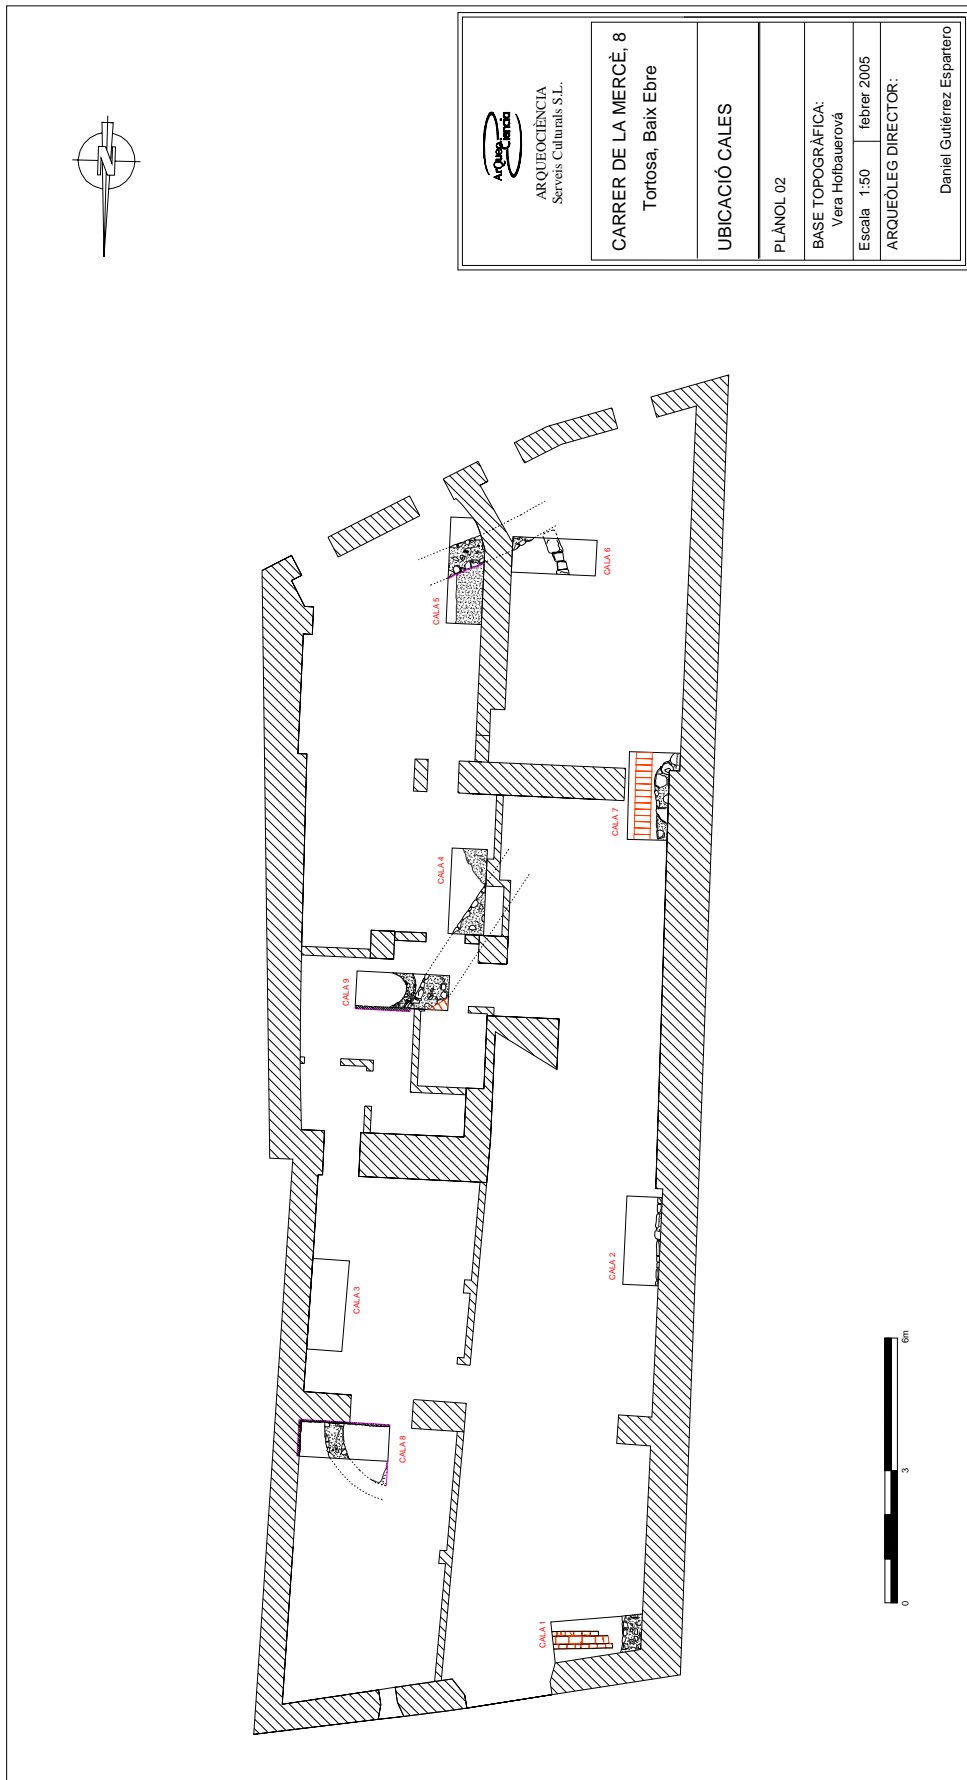 ArQueo
Ciència
ARQUEOCIÈNCIA
Serveis Culturals S.L.
CARRER DE LA MERCÈ, 8
Tortosa, Baix Ebre
UBICACIÓ CALES
PLÀNOL 02
BASE TOPOGRÀFICA:
Vera Hofbauerová
Escala 1:50 febrer 2005
ARQUEÒLEG DIRECTOR:
Daniel Gutiérrez Espartero
N
CALA 5
CALA 6
CALA 4
CALA 7
CALA 9
CALA 3
CALA 2
CALA 8
CALA 1
0 3 6m